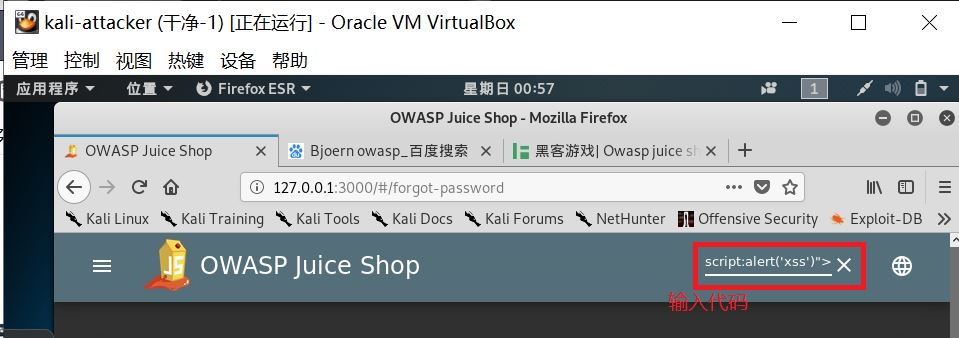 kali-attacker (干净-1) [正在运行] - Oracle VM VirtualBox
管理 控制 视图 热键 设备 帮助
应用程序 位置 Firefox ESR 星期日 00:57 1
OWASP Juice Shop - Mozilla Firefox
OWASP Juice Shop Bjoern owasp_百度搜索 黑客游戏| Owasp juice sh
127.0.0.1:3000/#/forgot-password
Kali Linux Kali Training Kali Tools Kali Docs Kali Forums NetHunter Offensive Security Exploit-DB
JS OWASP Juice Shop script:alert('xss')">
输入代码